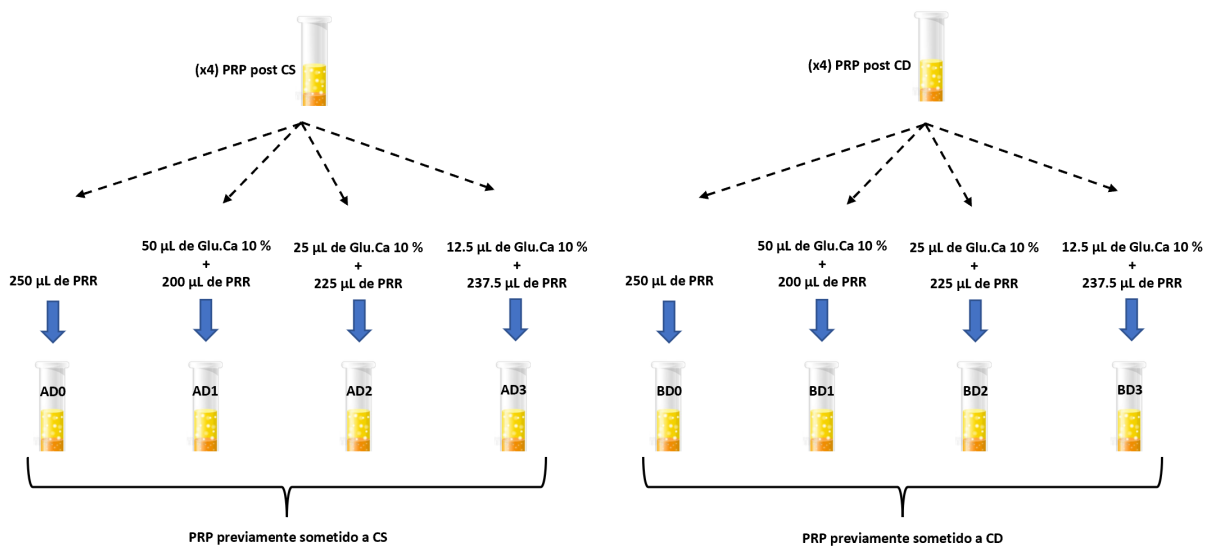 (x4) PRP post CS
(x4) PRP post CD
250 µL de PRR
50 µL de Glu.Ca 10 %
+
200 µL de PRR
25 µL de Glu.Ca 10%
+
225 µL de PRR
12.5 µL de Glu.Ca 10%
+
237.5 µL de PRR
250 µL de PRR
50 µL de Glu.Ca 10 %
+
200 µL de PRR
25 µL de Glu.Ca 10%
+
225 µL de PRR
12.5 µL de Glu.Ca 10%
+
237.5 µL de PRR
AD0
AD1
AD2
AD3
BD0
BD1
BD2
BD3
PRP previamente sometido a CS
PRP previamente sometido a CD